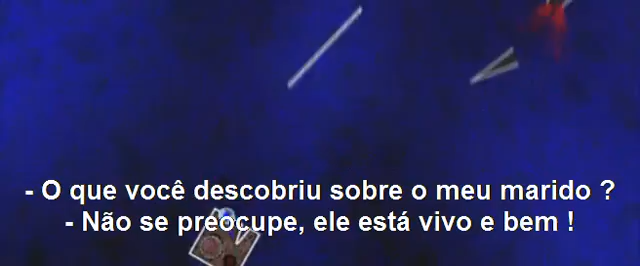 - O que você descobriu sobre o meu marido ?
- Não se preocupe, ele está vivo e bem !